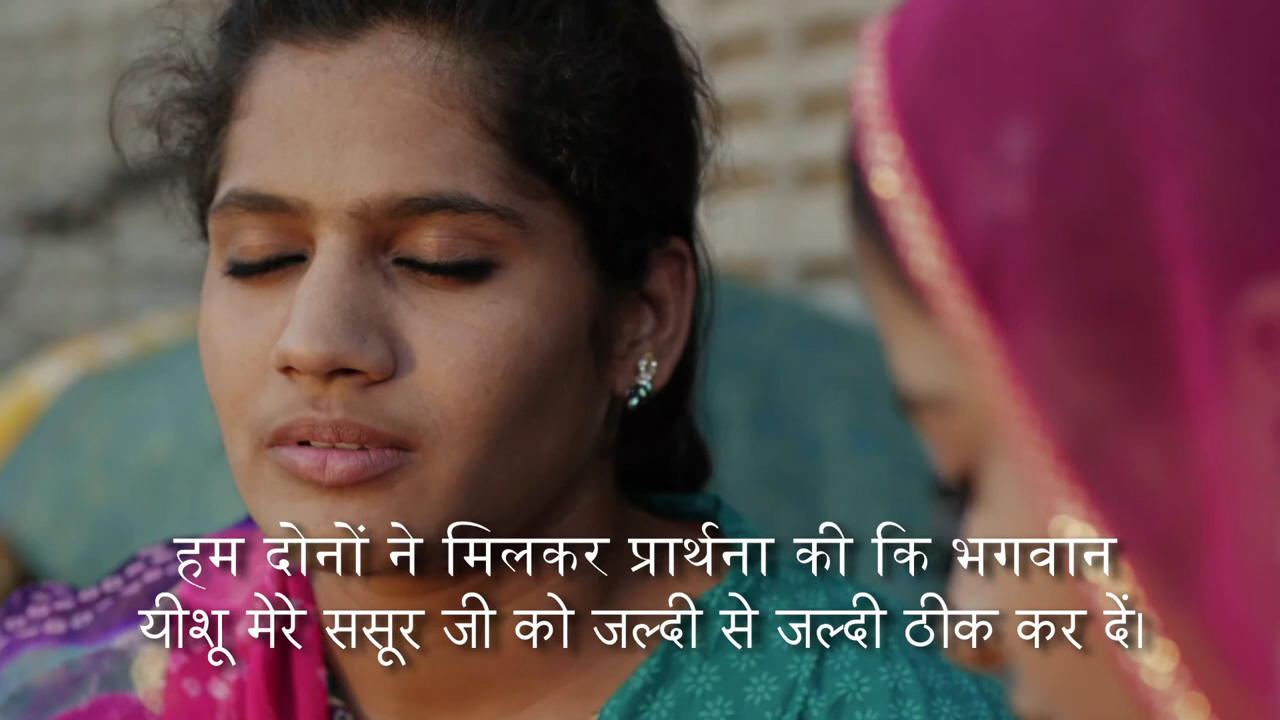 हम दोनों ने मिलकर प्रार्थना की कि भगवान
यीशू मेरे ससूर जी को जल्दी से जल्दी ठीक कर दें।